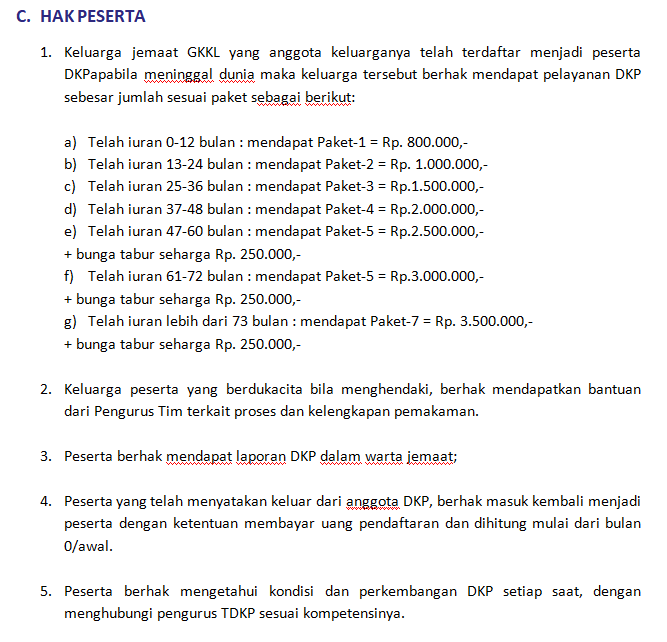 C. HAK PESERTA
1. Keluarga jemaat GKKL yang anggota keluarganya telah terdaftar menjadi peserta
DKPapabila meninggal dunia maka keluarga tersebut berhak mendapat pelayanan DKP
sebesar jumlah sesuai paket sebagai berikut:
a) Telah iuran 0-12 bulan : mendapat Paket-1 = Rp. 800.000,-
b) Telah iuran 13-24 bulan : mendapat Paket-2 = Rp. 1.000.000,-
c) Telah iuran 25-36 bulan : mendapat Paket-3 = Rp.1.500.000,-
d) Telah iuran 37-48 bulan : mendapat Paket-4 = Rp.2.000.000,-
e) Telah iuran 47-60 bulan : mendapat Paket-5 = Rp.2.500.000,-
+ bunga tabur seharga Rp. 250.000,-
f) Telah iuran 61-72 bulan : mendapat Paket-5 = Rp.3.000.000,-
+ bunga tabur seharga Rp. 250.000,-
g) Telah iuran lebih dari 73 bulan : mendapat Paket-7 = Rp. 3.500.000,-
+ bunga tabur seharga Rp. 250.000,-
2. Keluarga peserta yang berdukacita bila menghendaki, berhak mendapatkan bantuan
dari Pengurus Tim terkait proses dan kelengkapan pemakaman.
3. Peserta berhak mendapat laporan DKP dalam warta jemaat;
4. Peserta yang telah menyatakan keluar dari anggota DKP, berhak masuk kembali menjadi
peserta dengan ketentuan membayar uang pendaftaran dan dihitung mulai dari bulan
0/awal.
5. Peserta berhak mengetahui kondisi dan perkembangan DKP setiap saat, dengan
menghubungi pengurus TDKP sesuai kompetensinya.